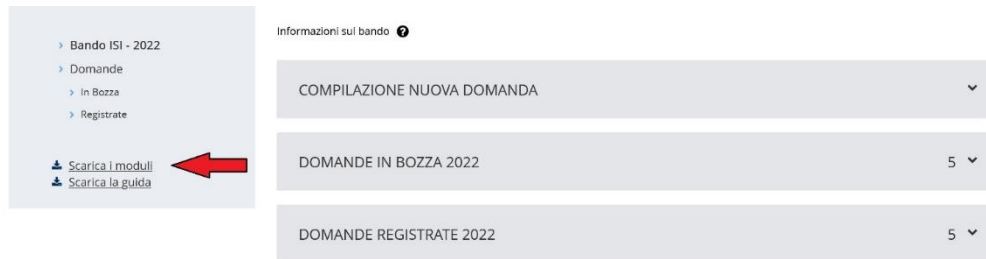 Bando ISI - 2022
Domande
In Bozza
Registrate
Scarica i moduli
Scarica la guida
Informazioni sul bando
COMPILAZIONE NUOVA DOMANDA
DOMANDE IN BOZZA 2022 5
DOMANDE REGISTRATE 2022 5